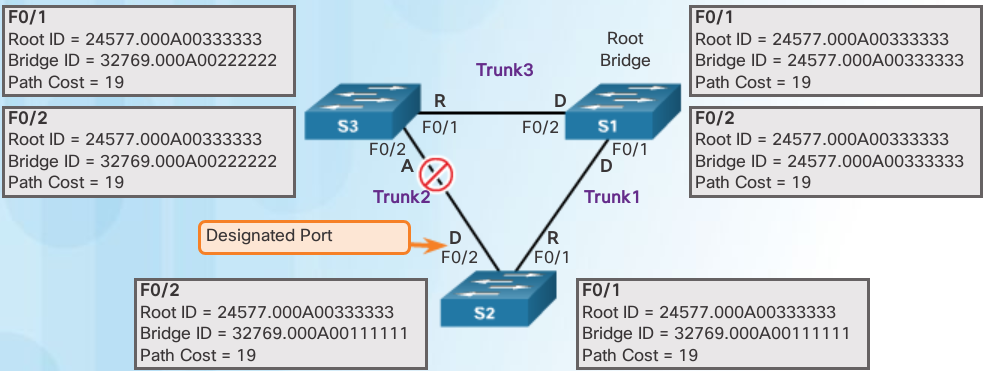 F0/1
Root ID = 24577.000A00333333
Bridge ID = 32769.000A00222222
Path Cost = 19
F0/1
Root ID = 24577.000A00333333
Bridge ID = 24577.000A00333333
Path Cost = 19
Root
Bridge
Trunk3
R
D
S3
F0/1
F0/2
S1
F0/2
Root ID = 24577.000A00333333
Bridge ID = 32769.000A00222222
Path Cost = 19
F0/2
Root ID = 24577.000A00333333
Bridge ID = 24577.000A00333333
Path Cost = 19
F0/2
A
F0/1
D
Trunk2
Trunk1
Designated Port
D
F0/2
R
F0/1
S2
F0/2
Root ID = 24577.000A00333333
Bridge ID = 32769.000A00111111
Path Cost = 19
F0/1
Root ID = 24577.000A00333333
Bridge ID = 32769.000A00111111
Path Cost = 19